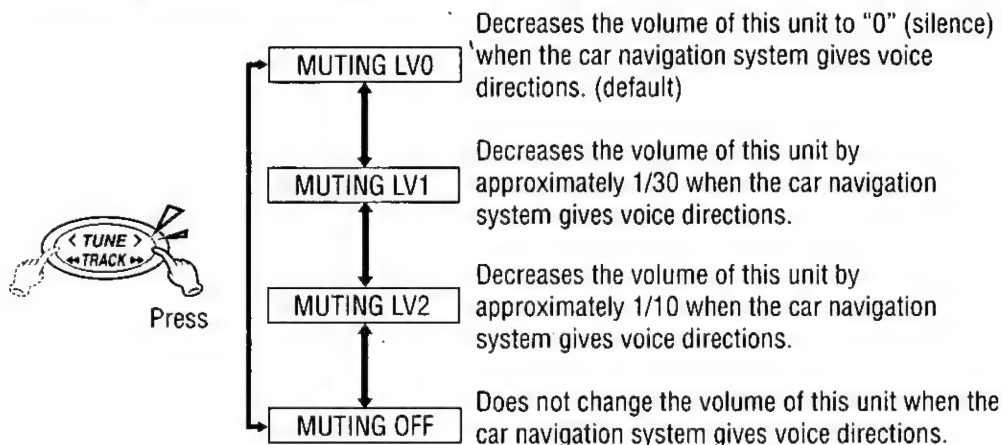 Decreases the volume of this unit to “0” (silence)
when the car navigation system gives voice
directions. (default)
MUTING LV0
Decreases the volume of this unit by
approximately 1/30 when the car navigation
system gives voice directions.
MUTING LV1
< TUNE >
TRACK
Press
Decreases the volume of this unit by
approximately 1/10 when the car navigation
system gives voice directions.
MUTING LV2
Does not change the volume of this unit when the
car navigation system gives voice directions.
MUTING OFF